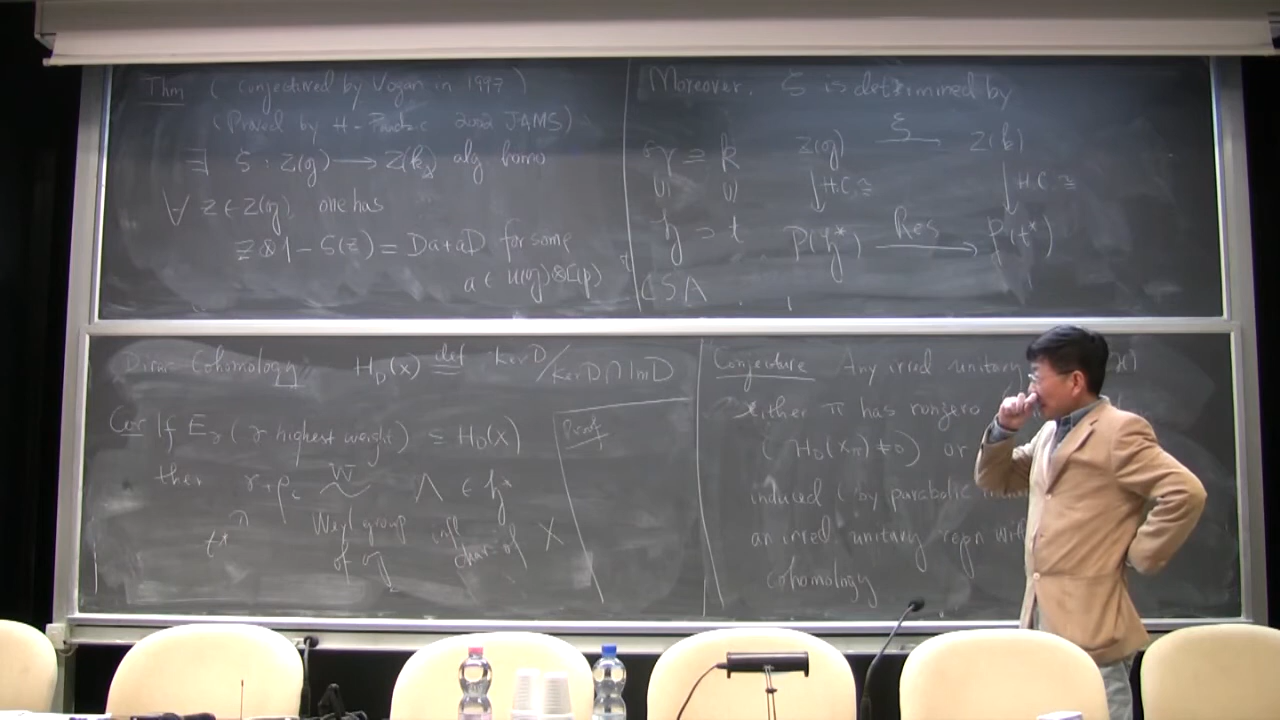 Thm (Conjectured by Vogan in 1997)
(Proved by H-Pandzic 2002 JAMS)
∃ ζ: Z(g) → Z(k_Δ) alg homo
∀ z ∈ Z(g), one has
z⊗1 − ζ(z) = Da + aD for some
a ∈ U(g)⊗C(p)
Moreover, ζ is determined by
g ⊇ k Z(g) ζ Z(k)
∪ ∪ ↓H.C.≅ ↓H.C.≅
h = t P(h*) Res→ P(t*)
CSA
Dirac Cohomology H_D(X) def= Ker D / Ker D ∩ Im D
Cor If E_γ (γ highest weight) ⊆ H_D(X)
then γ+ρ_c W~ Λ ∈ h*
t* Weyl group of g infl char of X
Proof
Conjecture Any irred unitary
either π has nonzero
(H_D(X_π) ≠ 0) or
induced (by parabolic
an irred. unitary repn with
cohomology